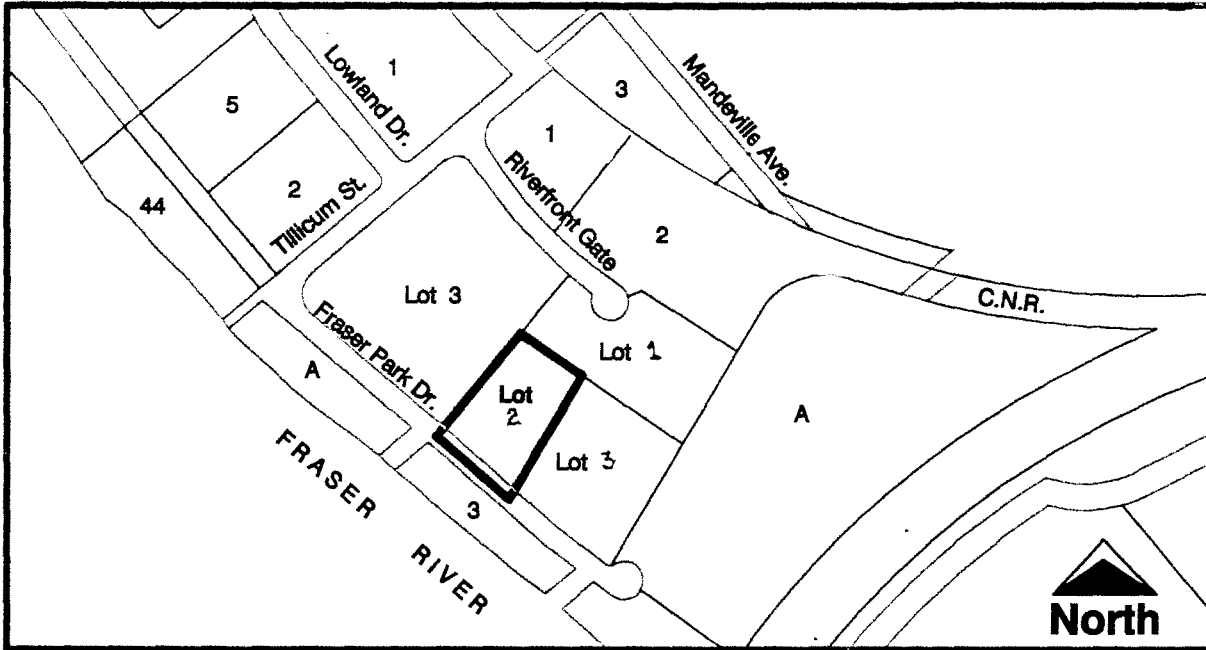 1
Lowland Dr.
3
Mandeville Ave.
5
1
Riverfront Gate
44
2
Tillicum St.
2
Lot 3
C.N.R.
Fraser Park Dr.
Lot 1
A
Lot
2
A
Lot 3
3
FRASER RIVER
North